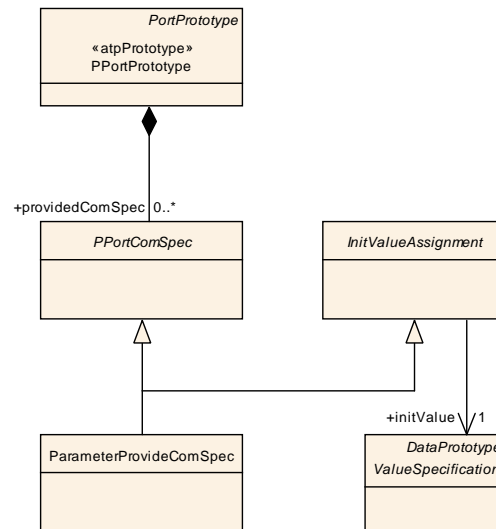 PortPrototype
«atpPrototype»
PPortPrototype
+providedComSpec 0..*
PPortComSpec
InitValueAssignment
+initValue 1
ParameterProvideComSpec
DataPrototype
ValueSpecification